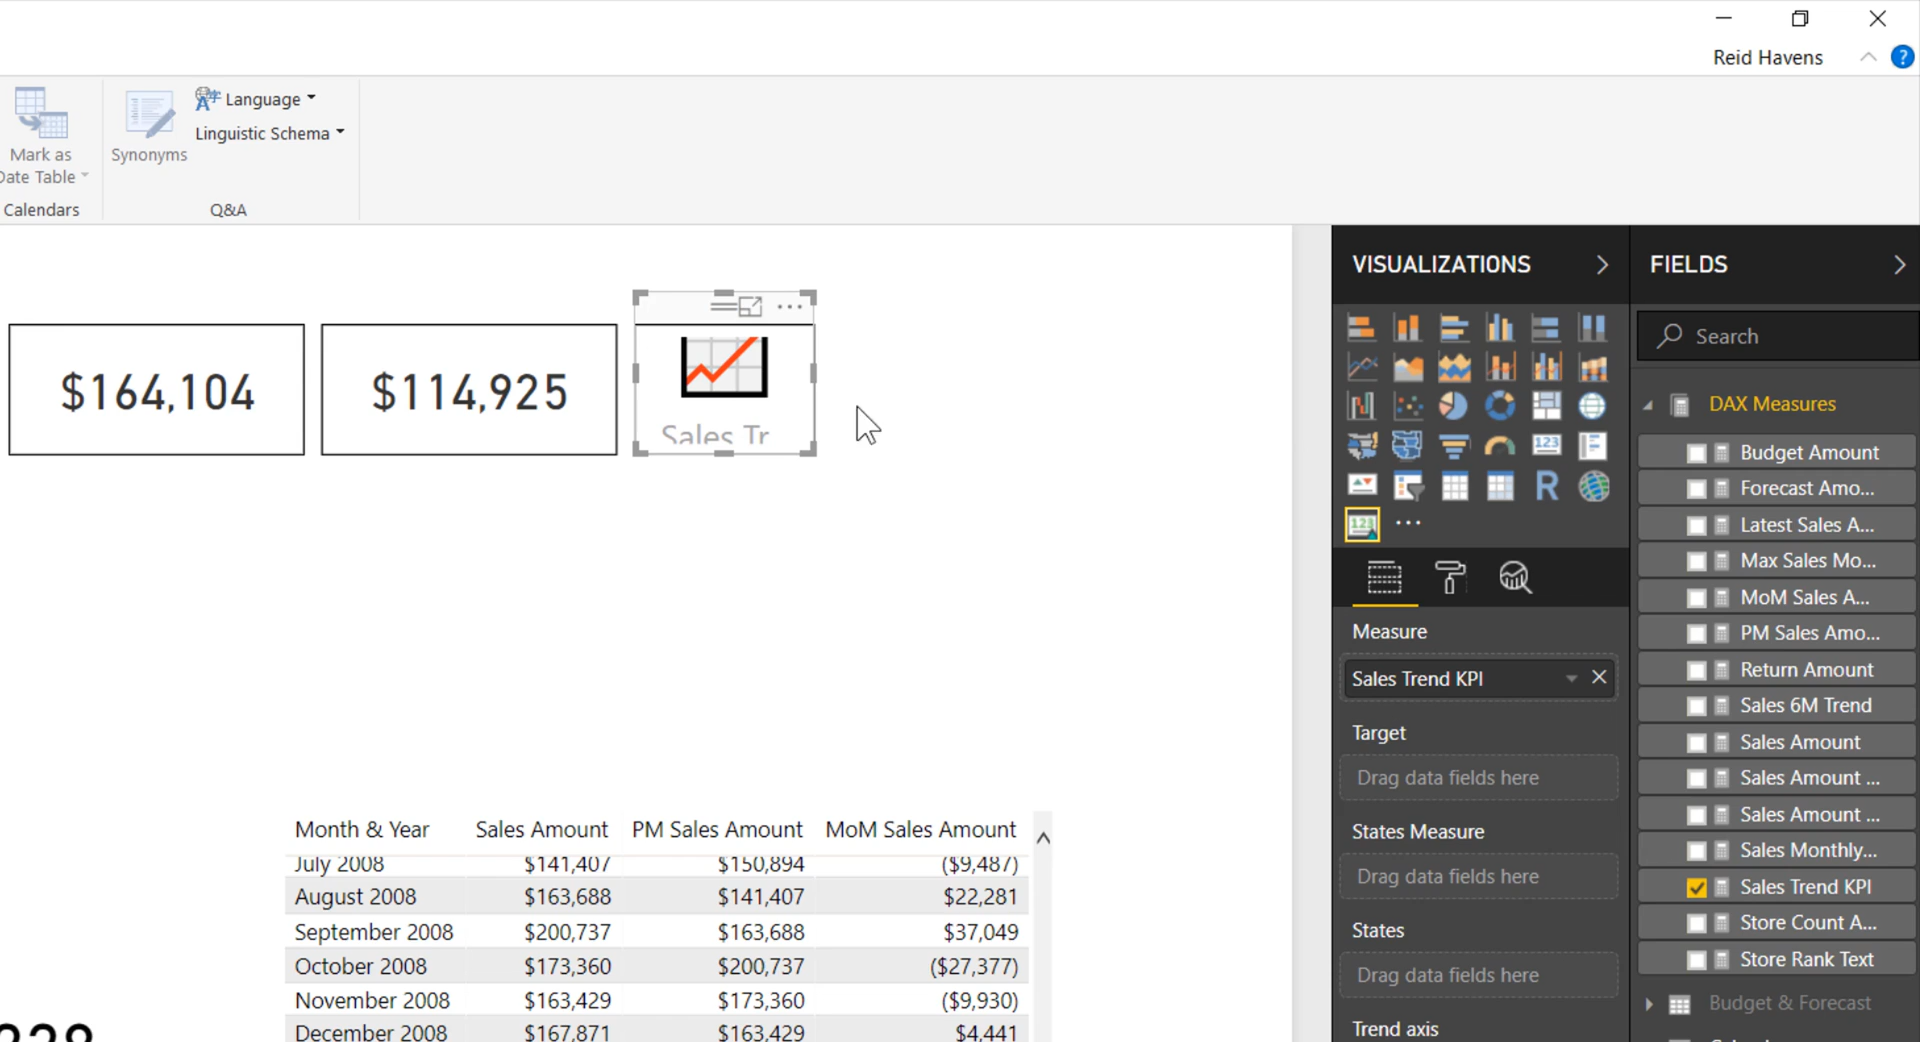 Reid Havens
?
Mark as
Date Table
Calendars
Synonyms
Language
Linguistic Schema
Q&A
VISUALIZATIONS
FIELDS
Search
$164,104
$114,925
Sales Tr
DAX Measures
Budget Amount
Forecast Amo...
Latest Sales A...
Max Sales Mo...
MoM Sales A...
PM Sales Amo...
Return Amount
Sales 6M Trend
Sales Amount
Sales Amount ...
Sales Amount ...
Sales Monthly...
Sales Trend KPI
Store Count A...
Store Rank Text
Budget & Forecast
123
R
123
Measure
Sales Trend KPI
Target
Drag data fields here
States Measure
Drag data fields here
States
Drag data fields here
Trend axis
Month & Year Sales Amount PM Sales Amount MoM Sales Amount
July 2008 $141,407 $150,894 ($9,487)
August 2008 $163,688 $141,407 $22,281
September 2008 $200,737 $163,688 $37,049
October 2008 $173,360 $200,737 ($27,377)
November 2008 $163,429 $173,360 ($9,930)
December 2008 $167,871 $163,429 $4,441